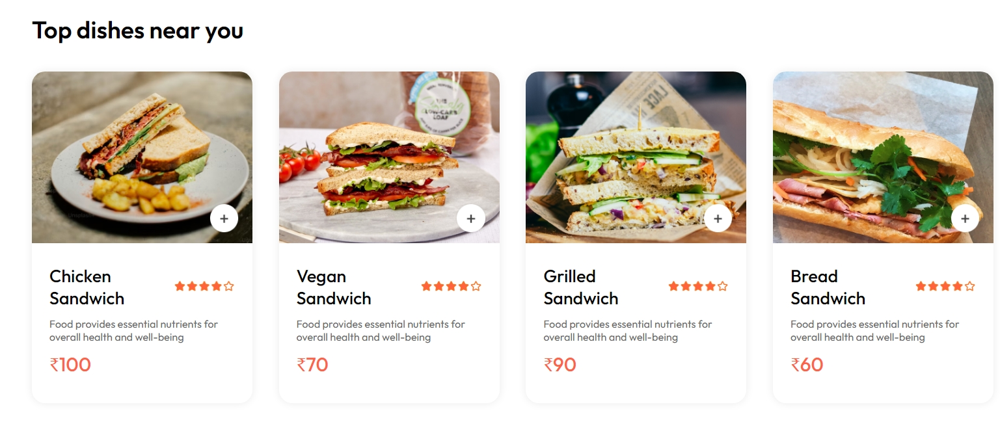 Top dishes near you
LOW-CARB
LOAF
Chicken
Sandwich
Food provides essential nutrients for
overall health and well-being
₹100
Vegan
Sandwich
Food provides essential nutrients for
overall health and well-being
₹70
Grilled
Sandwich
Food provides essential nutrients for
overall health and well-being
₹90
Bread
Sandwich
Food provides essential nutrients for
overall health and well-being
₹60